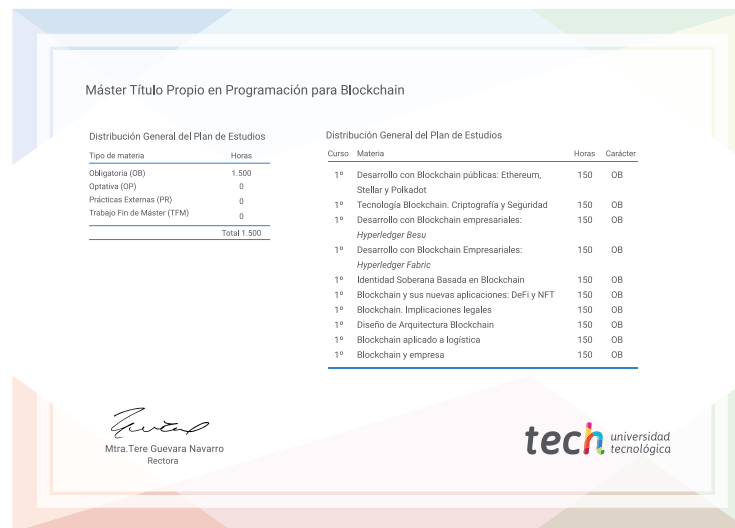 Máster Título Propio en Programación para Blockchain
Distribución General del Plan de Estudios
Tipo de materia Horas
Obligatoria (OB) 1.500
Optativa (OP) 0
Prácticas Externas (PR) 0
Trabajo Fin de Máster (TFM) 0
Total 1.500
Distribución General del Plan de Estudios
Curso Materia Horas Carácter
1º Desarrollo con Blockchain públicas: Ethereum, 150 OB
Stellar y Polkadot
1º Tecnología Blockchain. Criptografía y Seguridad 150 OB
1º Desarrollo con Blockchain empresariales: 150 OB
Hyperledger Besu
1º Desarrollo con Blockchain Empresariales: 150 OB
Hyperledger Fabric
1º Identidad Soberana Basada en Blockchain 150 OB
1º Blockchain y sus nuevas aplicaciones: DeFi y NFT 150 OB
1º Blockchain. Implicaciones legales 150 OB
1º Diseño de Arquitectura Blockchain 150 OB
1º Blockchain aplicado a logística 150 OB
1º Blockchain y empresa 150 OB
Mtra.Tere Guevara Navarro
Rectora
tech universidad
tecnológica